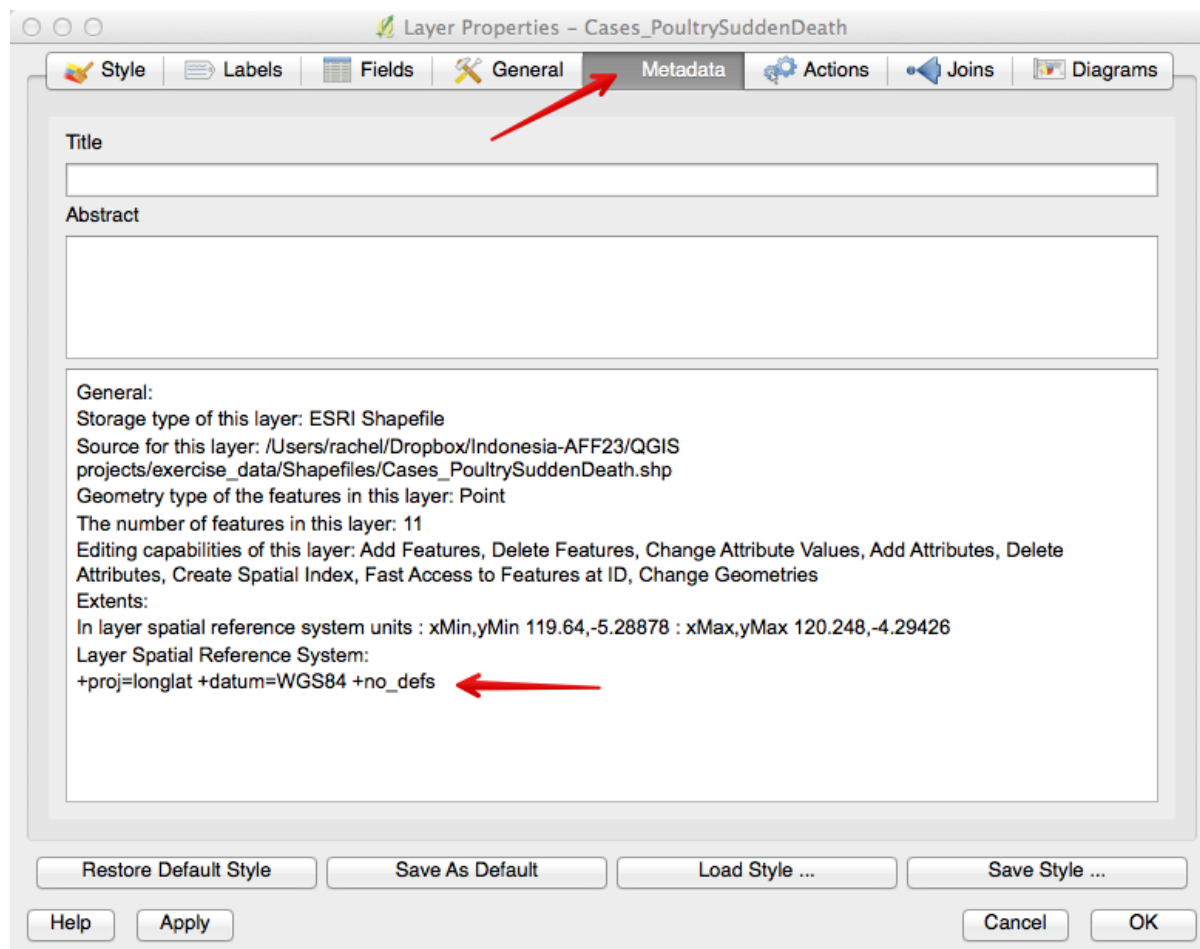 Layer Properties – Cases_PoultrySuddenDeath
Style Labels Fields General Metadata Actions Joins Diagrams
Title
Abstract
General:
Storage type of this layer: ESRI Shapefile
Source for this layer: /Users/rachel/Dropbox/Indonesia-AFF23/QGIS
projects/exercise_data/Shapefiles/Cases_PoultrySuddenDeath.shp
Geometry type of the features in this layer: Point
The number of features in this layer: 11
Editing capabilities of this layer: Add Features, Delete Features, Change Attribute Values, Add Attributes, Delete
Attributes, Create Spatial Index, Fast Access to Features at ID, Change Geometries
Extents:
In layer spatial reference system units : xMin,yMin 119.64,-5.28878 : xMax,yMax 120.248,-4.29426
Layer Spatial Reference System:
+proj=longlat +datum=WGS84 +no_defs
Restore Default Style Save As Default Load Style ... Save Style ...
Help Apply Cancel OK